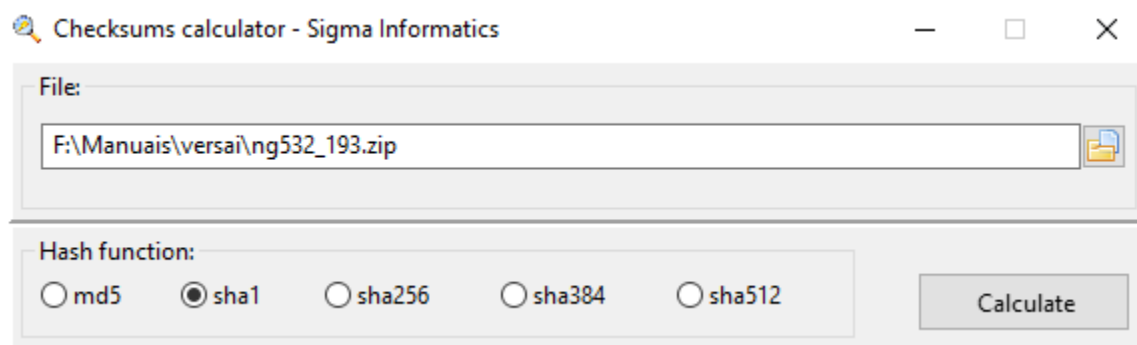 Checksums calculator - Sigma Informatics
File:
F:\Manuais\versai\ng532_193.zip
Hash function:
md5 sha1 sha256 sha384 sha512
Calculate